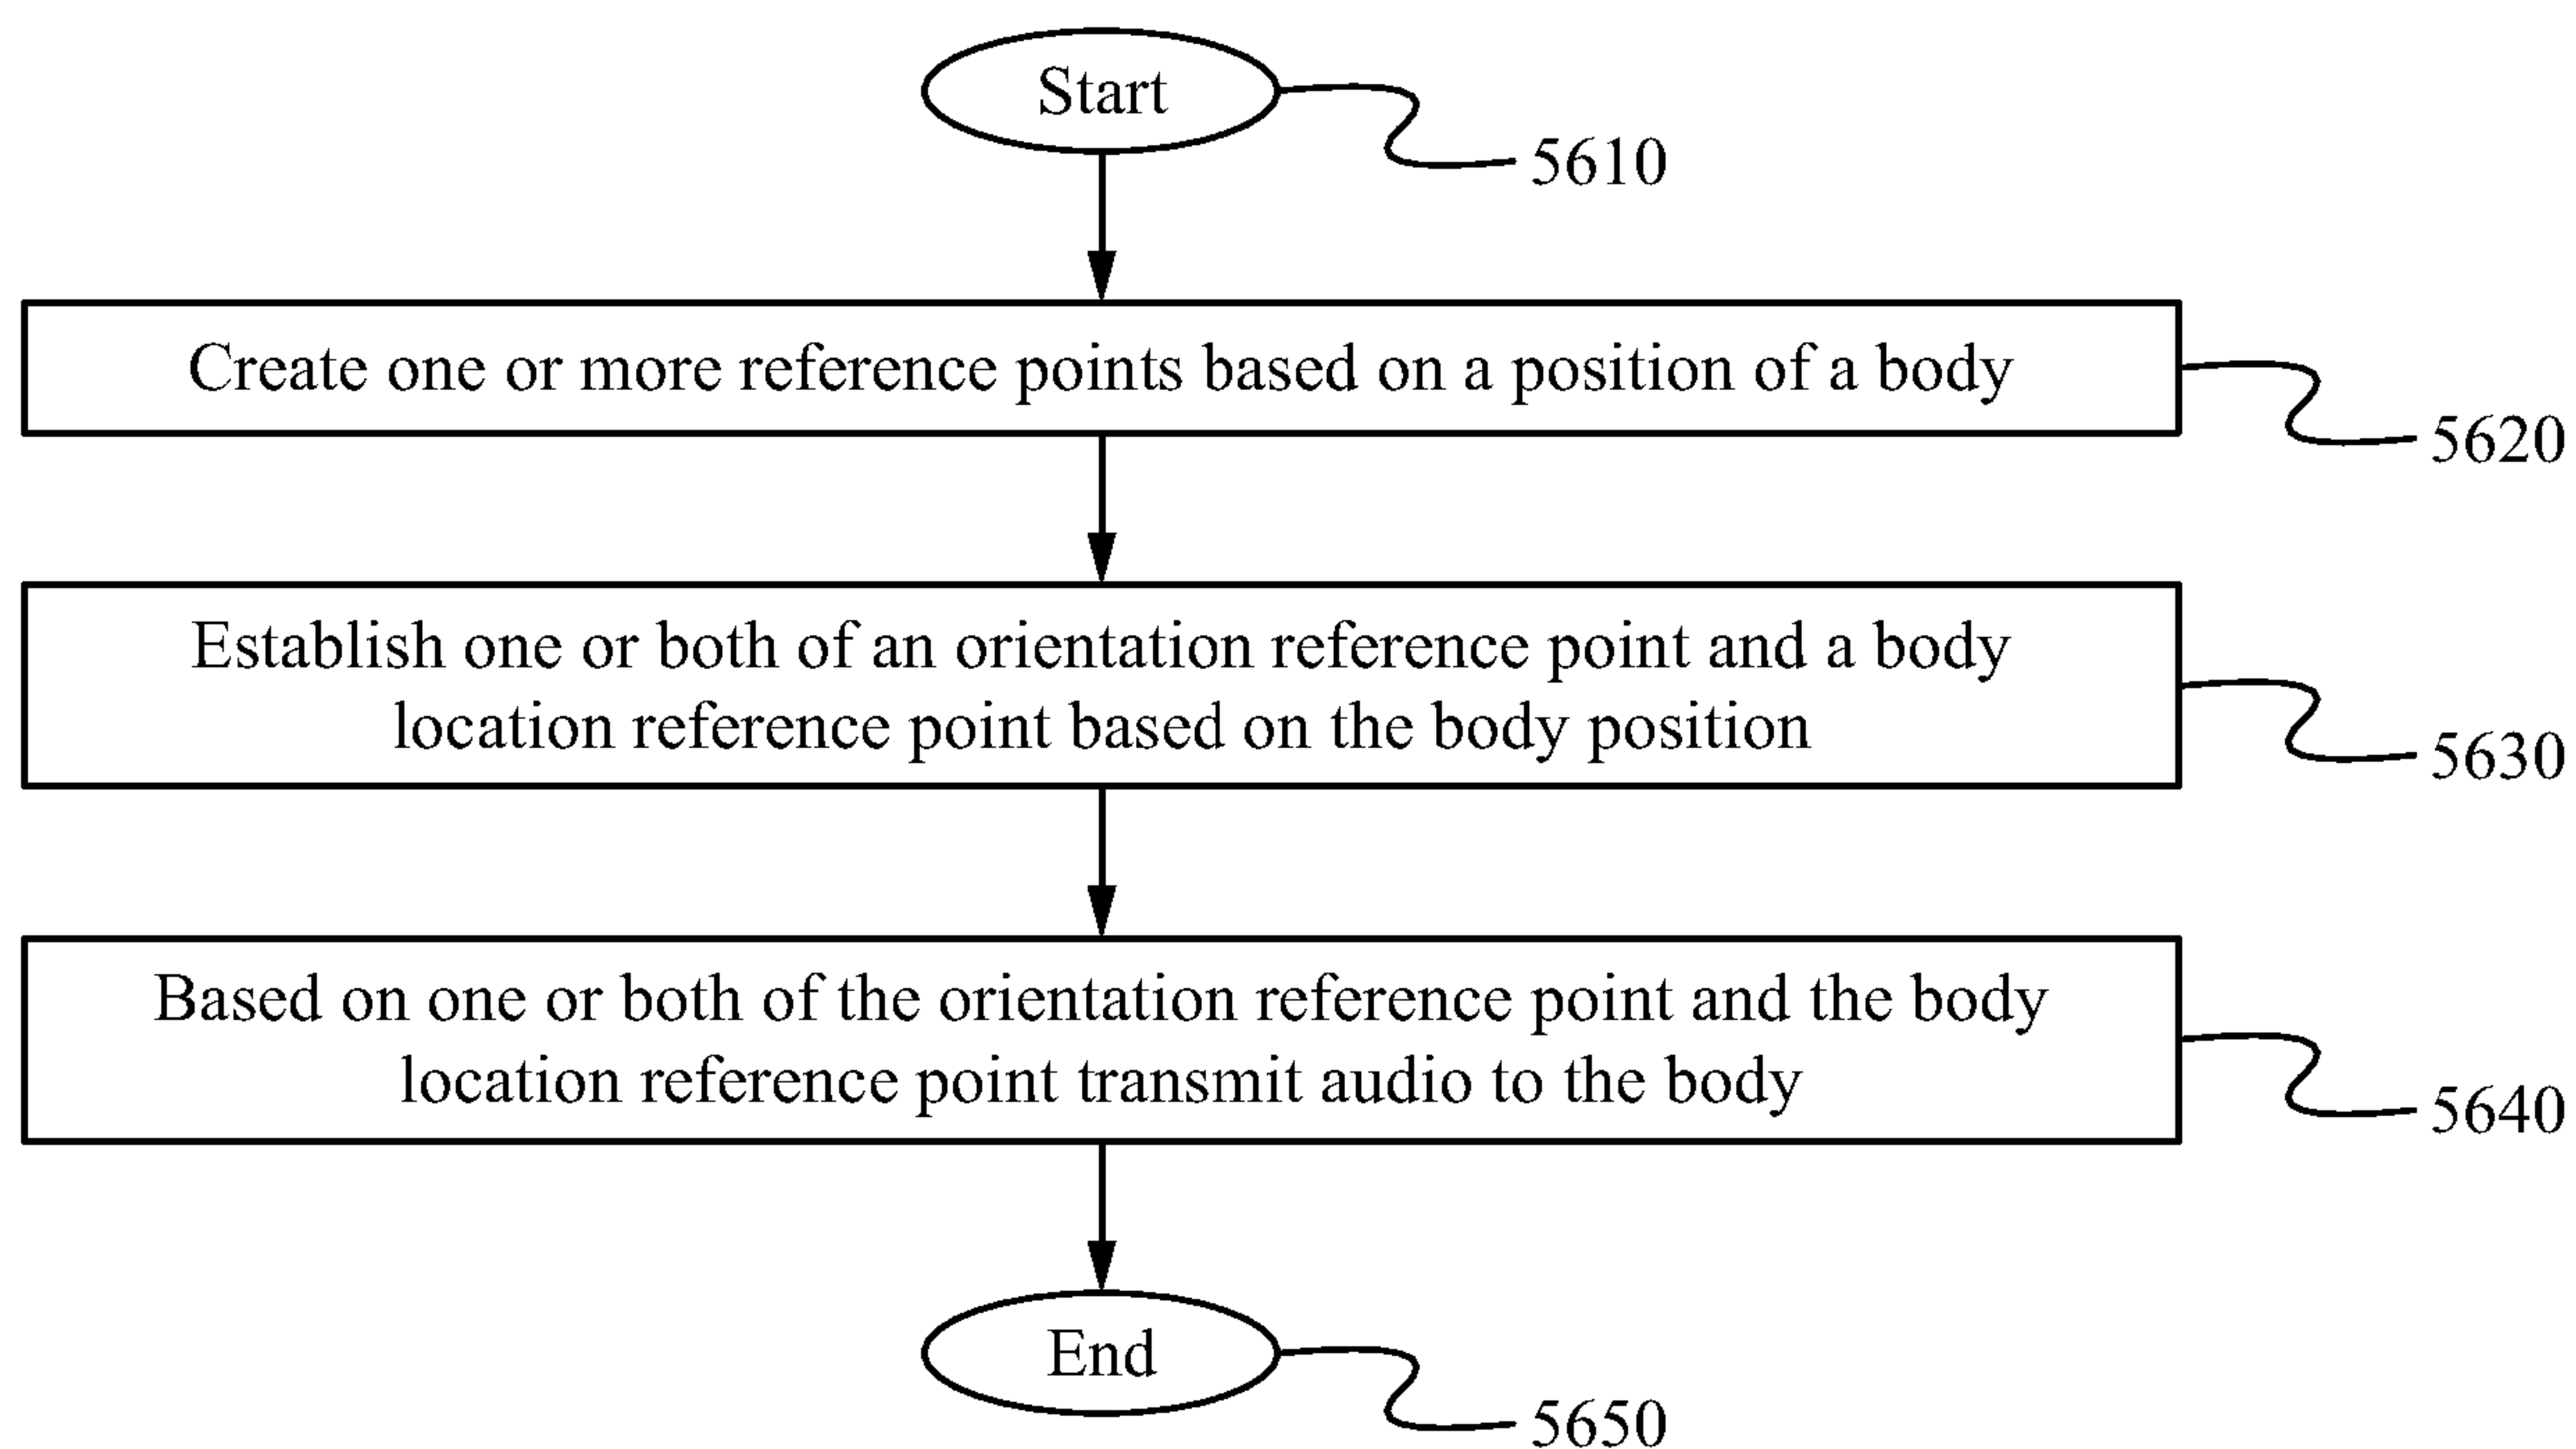 Start
5610
Create one or more reference points based on a position of a body
5620
Establish one or both of an orientation reference point and a body
location reference point based on the body position
5630
Based on one or both of the orientation reference point and the body
location reference point transmit audio to the body
5640
End
5650